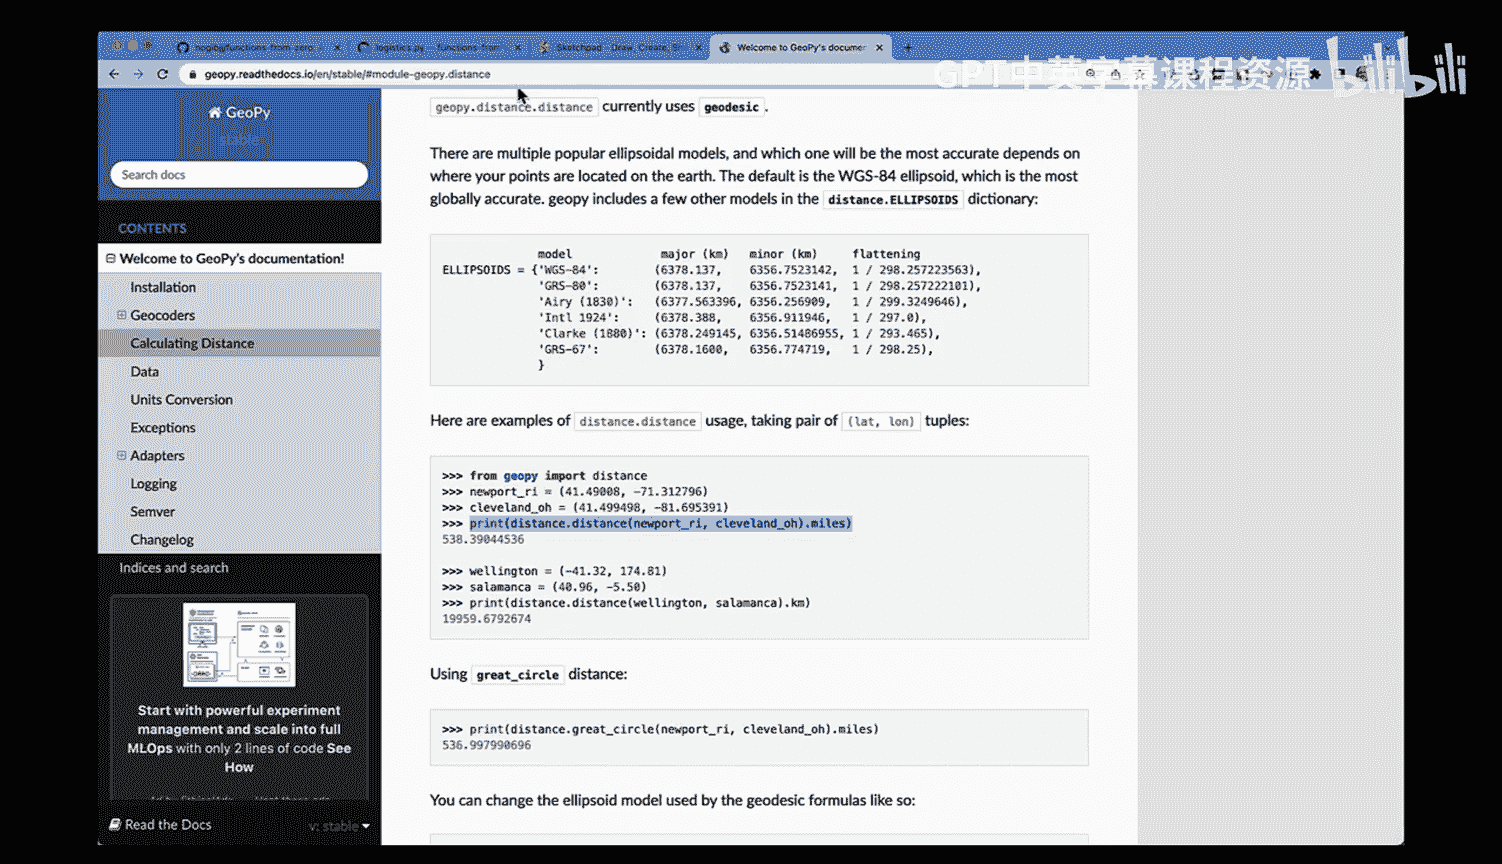 nogibjj/functions_from_zero
logistics.py - functions_from
Sketchpad - Draw, Create, S
Welcome to GeoPy's documen
geopy.readthedocs.io/en/stable/#module-geopy.distance
GPT中英字幕课程资源 bilibili
GeoPy
stable
Search docs
CONTENTS
Welcome to GeoPy's documentation!
Installation
Geocoders
Calculating Distance
Data
Units Conversion
Exceptions
Adapters
Logging
Semver
Changelog
Indices and search
Start with powerful experiment
management and scale into full
MLOps with only 2 lines of code See
How
Read the Docs
v: stable
geopy.distance.distance currently uses geodesic.
There are multiple popular ellipsoidal models, and which one will be the most accurate depends on
where your points are located on the earth. The default is the WGS-84 ellipsoid, which is the most
globally accurate. geopy includes a few other models in the distance.ELLIPSOIDS dictionary:
model major (km) minor (km) flattening
ELLIPSOIDS = {'WGS-84': (6378.137, 6356.7523142, 1 / 298.257223563),
'GRS-80': (6378.137, 6356.7523141, 1 / 298.257222101),
'Airy (1830)': (6377.563396, 6356.256909, 1 / 299.3249646),
'Intl 1924': (6378.388, 6356.911946, 1 / 297.0),
'Clarke (1880)': (6378.249145, 6356.51486955, 1 / 293.465),
'GRS-67': (6378.1600, 6356.774719, 1 / 298.25),
}
Here are examples of distance.distance usage, taking pair of (lat, lon) tuples:
>>> from geopy import distance
>>> newport_ri = (41.49008, -71.312796)
>>> cleveland_oh = (41.499498, -81.695391)
>>> print(distance.distance(newport_ri, cleveland_oh).miles)
538.39044536
>>> wellington = (-41.32, 174.81)
>>> salamanca = (40.96, -5.50)
>>> print(distance.distance(wellington, salamanca).km)
19959.6792674
Using great_circle distance:
>>> print(distance.great_circle(newport_ri, cleveland_oh).miles)
536.997990696
You can change the ellipsoid model used by the geodesic formulas like so: